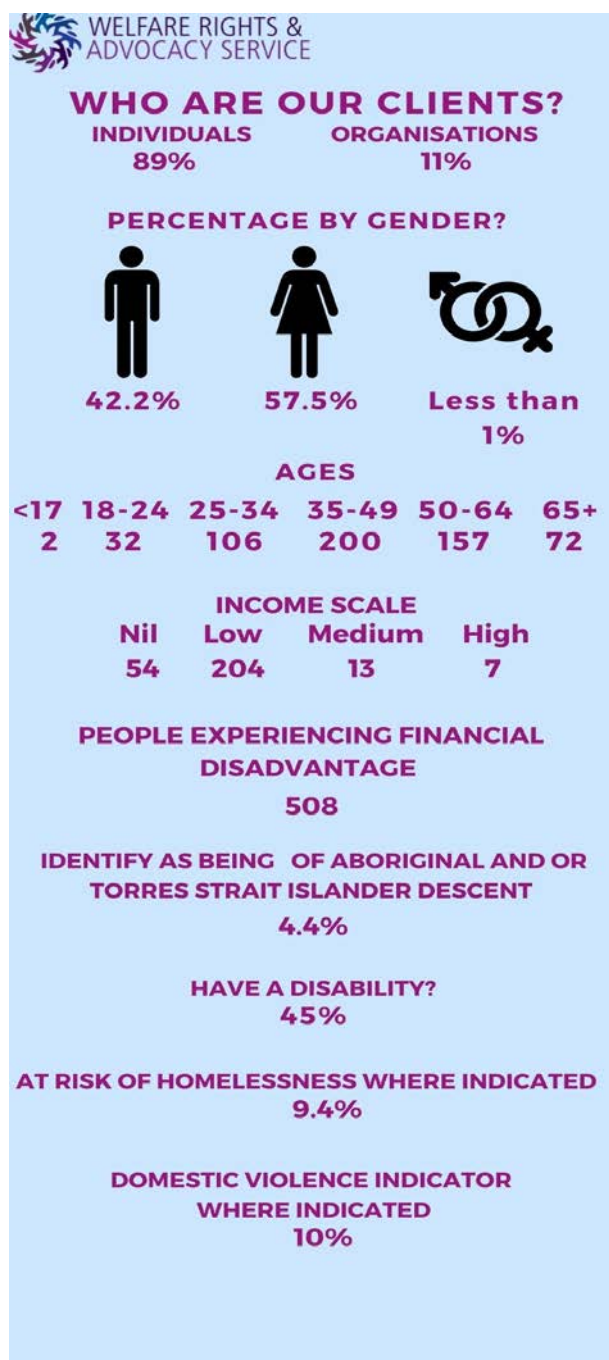 WELFARE RIGHTS &
ADVOCACY SERVICE
WHO ARE OUR CLIENTS?
INDIVIDUALS ORGANISATIONS
89% 11%
PERCENTAGE BY GENDER?
42.2% 57.5% Less than
1%
AGES
<17 18-24 25-34 35-49 50-64 65+
2 32 106 200 157 72
INCOME SCALE
Nil Low Medium High
54 204 13 7
PEOPLE EXPERIENCING FINANCIAL
DISADVANTAGE
508
IDENTIFY AS BEING OF ABORIGINAL AND OR
TORRES STRAIT ISLANDER DESCENT
4.4%
HAVE A DISABILITY?
45%
AT RISK OF HOMELESSNESS WHERE INDICATED
9.4%
DOMESTIC VIOLENCE INDICATOR
WHERE INDICATED
10%